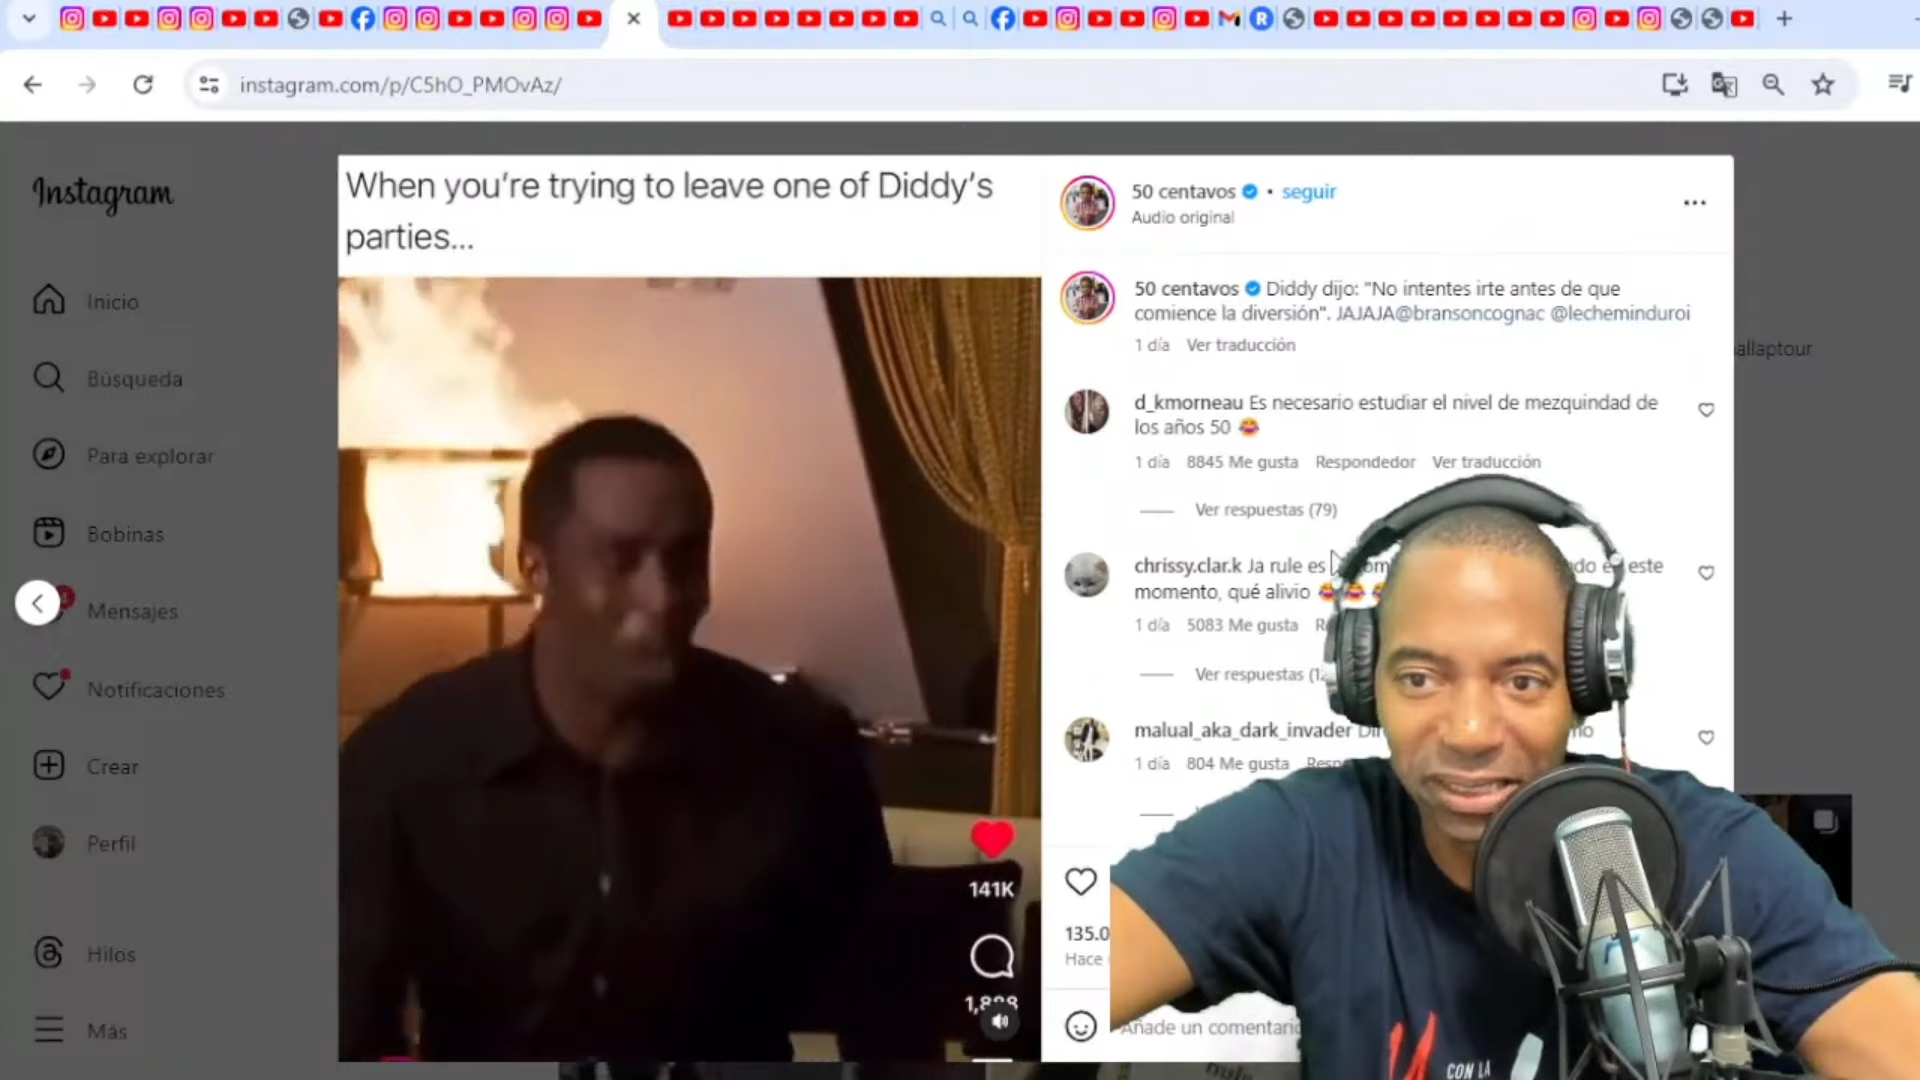 instagram.com/p/C5hO_PMOvAz/
Instagram
Inicio
Búsqueda
Para explorar
Bobinas
Mensajes
Notificaciones
Crear
Perfil
Hilos
Más
When you're trying to leave one of Diddy's
parties...
141K
50 centavos • seguir
Audio original
50 centavos Diddy dijo: "No intentes irte antes de que
comience la diversión". JAJAJA@bransoncognac @lecheminduroi
1 día Ver traducción
d_kmorneau Es necesario estudiar el nivel de mezquindad de
los años 50
1 día 8845 Me gusta Respondedor Ver traducción
Ver respuestas (79)
chrissy.clar.k Ja rule es este
momento, qué alivio
1 día 5083 Me gusta
Ver respuestas
malual_aka_dark_invader
1 día 804 Me gusta
135.0
Hace
Añade un comentario
allaptour
CON LA